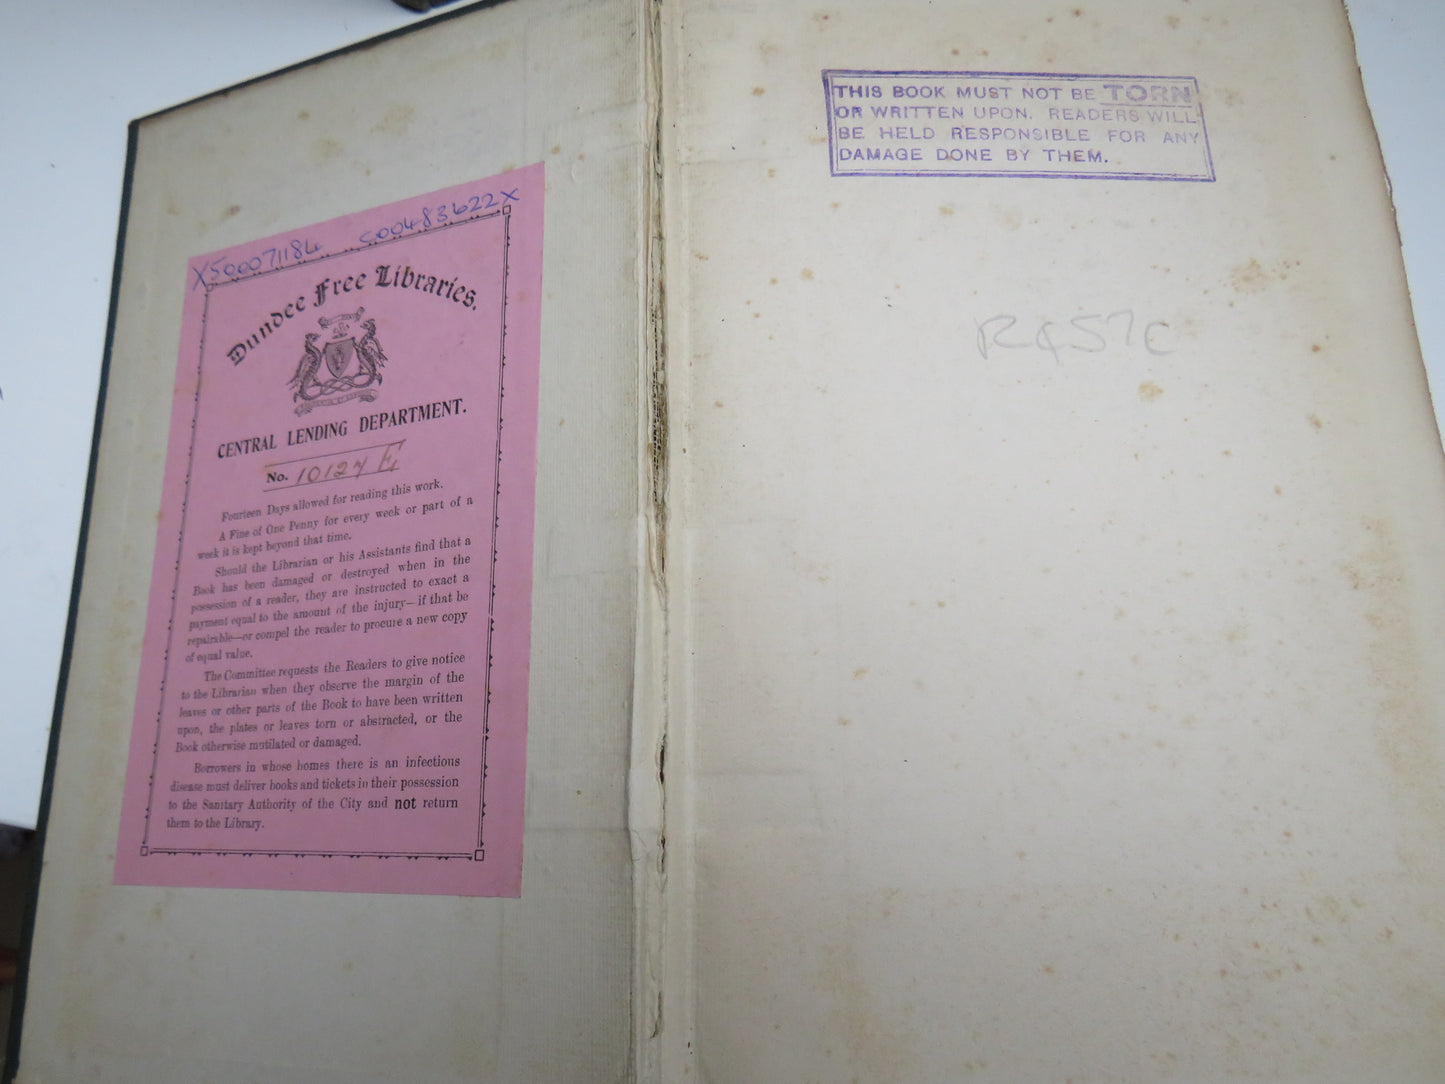 X50007118L S00483622X
Dundee Free Libraries.
CENTRAL LENDING DEPARTMENT.
No. 10124 E
Fourteen Days allowed for reading this work.
A Fine of One Penny for every week or part of a
week it is kept beyond that time.
Should the Librarian or his Assistants find that a
Book has been damaged or destroyed when in the
possession of a reader, they are instructed to exact a
payment equal to the amount of the injury—if that be
repairable—or compel the reader to procure a new copy
of equal value.
The Committee requests the Readers to give notice
to the Librarian when they observe the margin of the
leaves or other parts of the Book to have been written
upon, the plates or leaves torn or abstracted, or the
Book otherwise mutilated or damaged.
Borrowers in whose homes there is an infectious
disease must deliver books and tickets in their possession
to the Sanitary Authority of the City and not return
them to the Library.
THIS BOOK MUST NOT BE TORN
OR WRITTEN UPON. READERS WILL
BE HELD RESPONSIBLE FOR ANY
DAMAGE DONE BY THEM.